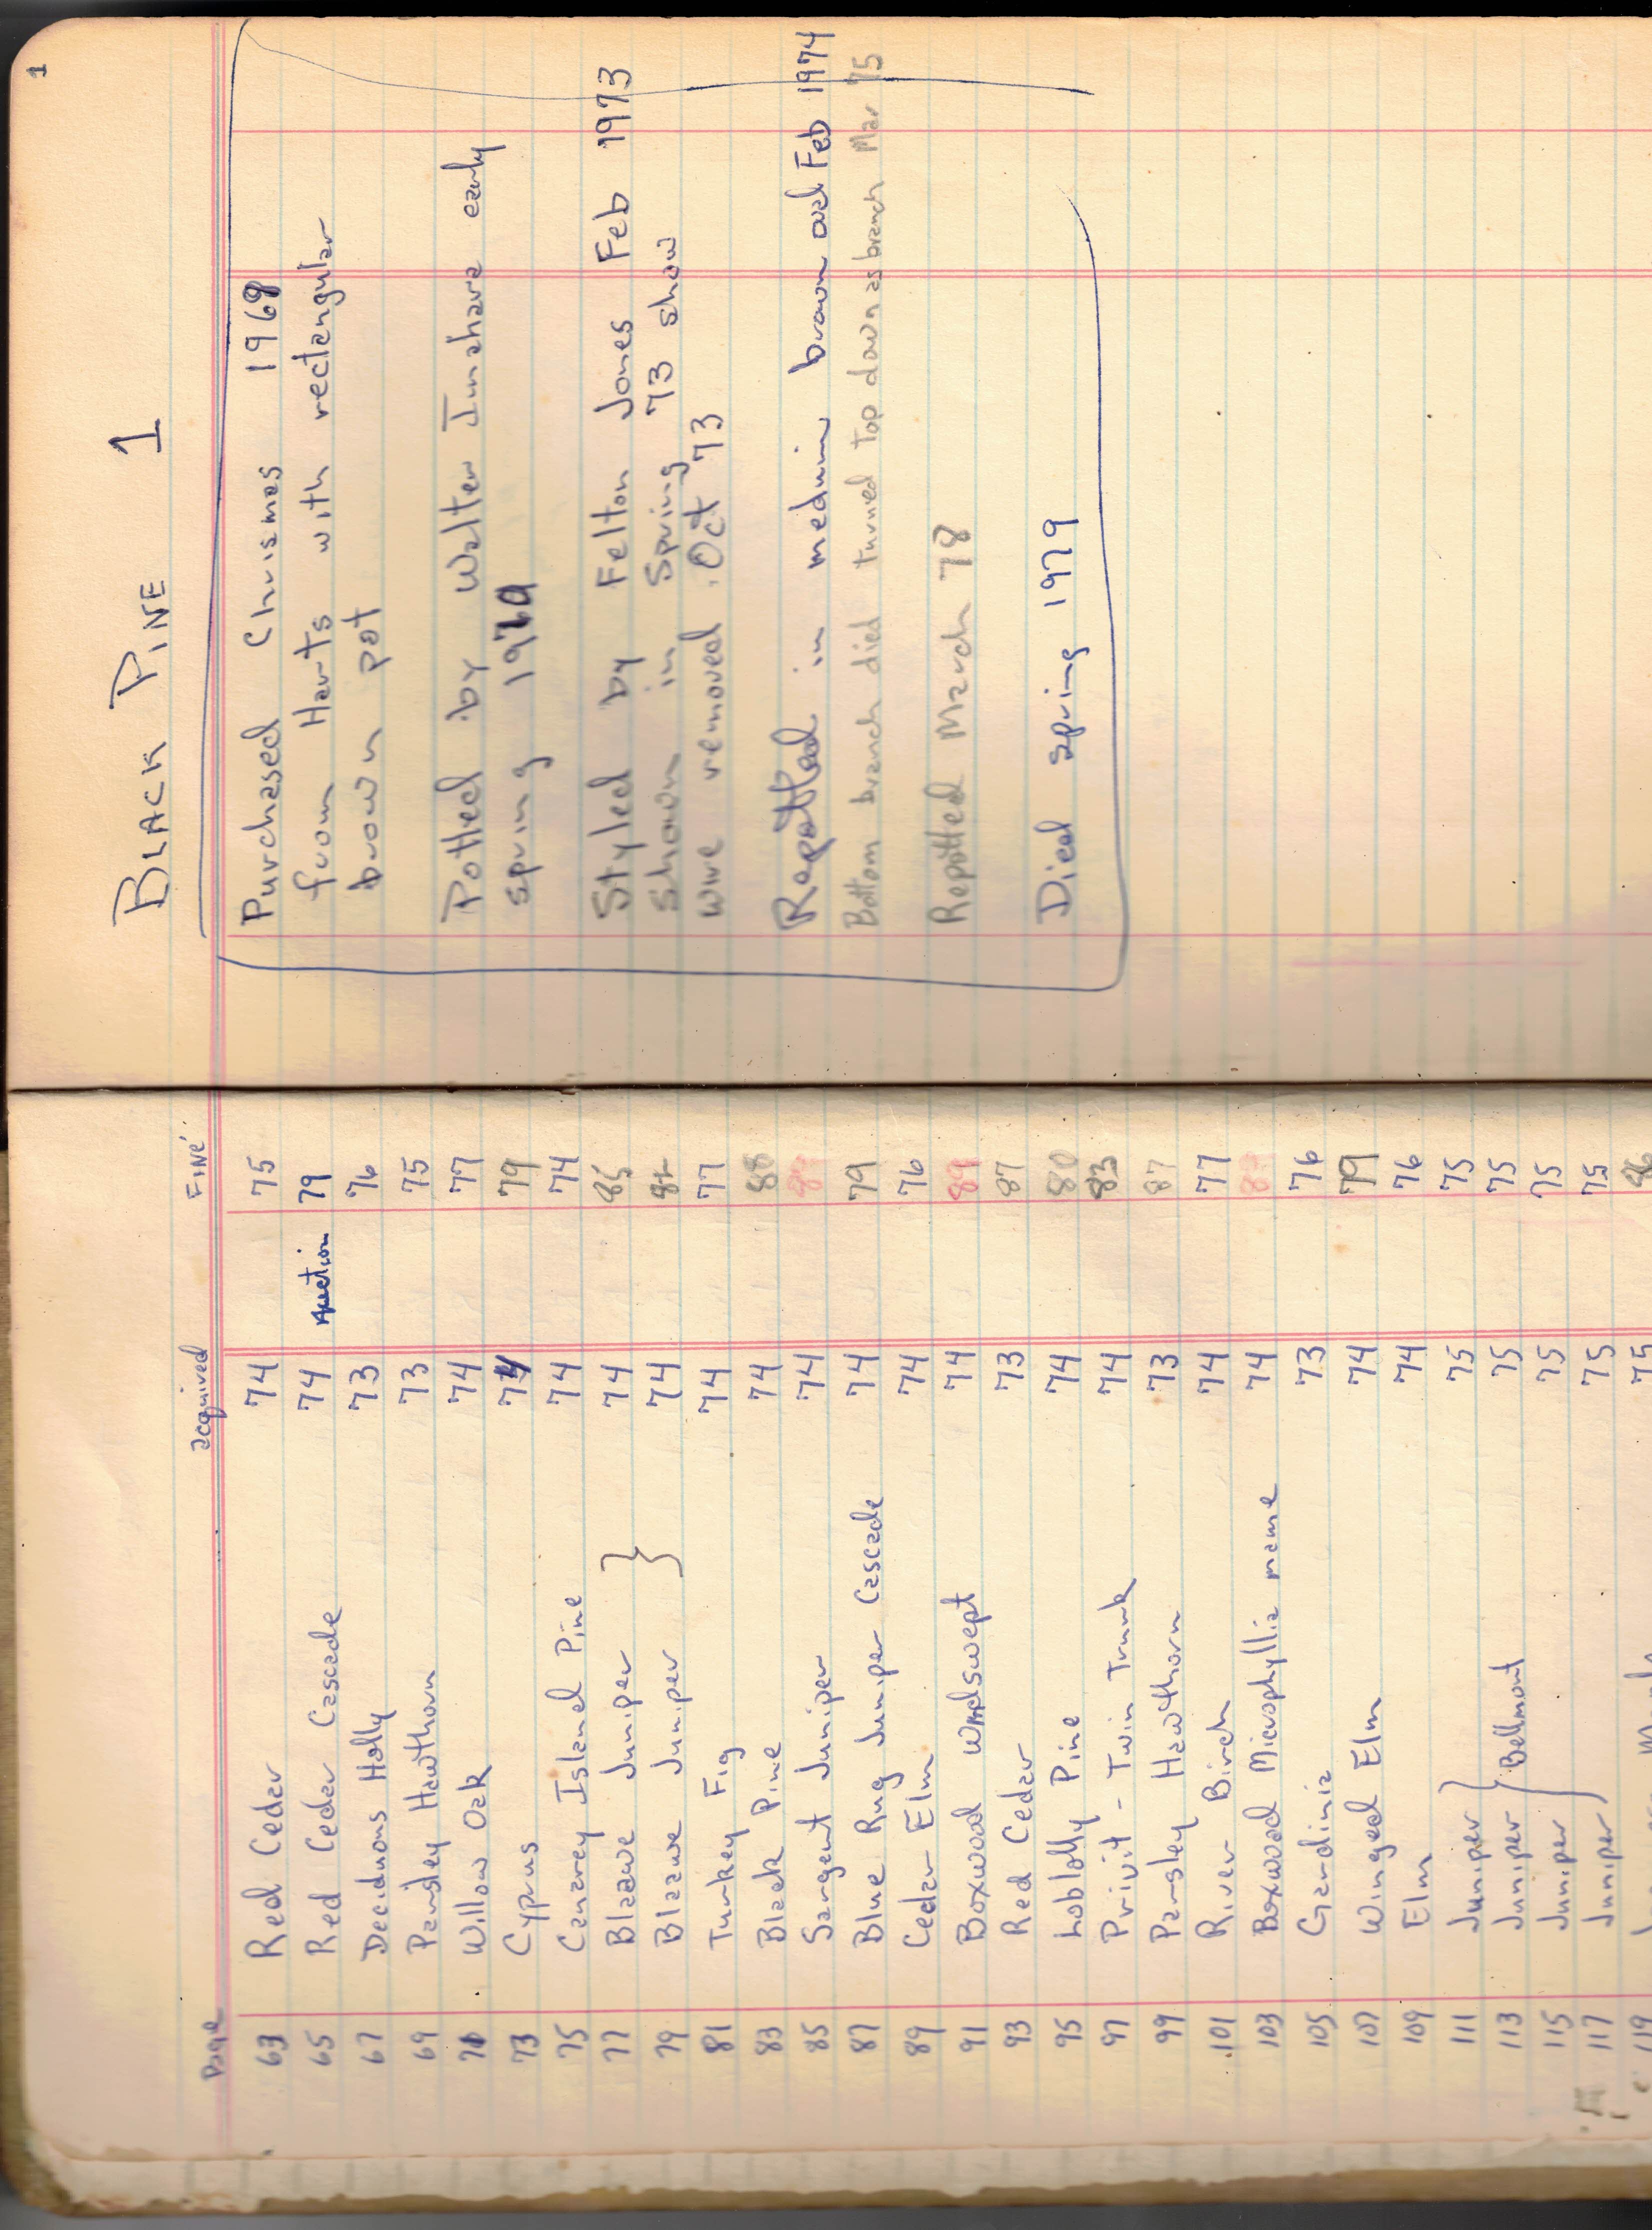 Page acquired FINE'
63 Red Cedar 74 75
65 Red Cedar Cascade 74 Auction 79
67 Deciduous Holly 73 76
69 Parsley Hawthorn 73 75
71 Willow Oak 74 77
73 Cyprus 74 79
75 Canarey Island Pine 74 74
77 Blaawe Juniper 74 85
79 Blaawe Juniper 74
81 Turkey Fig 74 77
83 Black Pine 74 88
85 Sargent Juniper 74
87 Blue Rug Juniper Cascade 74 79
89 Cedar Elm 74 76
91 Boxwood Windswept 74 89
93 Red Cedar 73 87
95 Loblolly Pine 74 80
97 Privit - Twin Trunk 74 83
99 Parsley Hawthorn 73 87
101 River Birch 74 77
103 Boxwood Microphyllia mame 74
105 Gardinia 73 76
107 Winged Elm 74 79
109 Elm 74 76
111 Juniper 75 75
113 Juniper Bellmont 75 75
115 Juniper 75 75
117 Juniper 75 75
119 75 86
1
BLACK PINE 1
Purchased Chrismas 1969
from Harts with rectangular
brown pot
Potted by Walter Imahara early
spring 1970
Styled by Felton Jones Feb 1973
shown in Spring 73 show
wire removed Oct 73
Repotted in medium brown oval Feb 1974
Bottom branch died turned top down as branch Mar 75
Repotted March 78
Died spring 1979